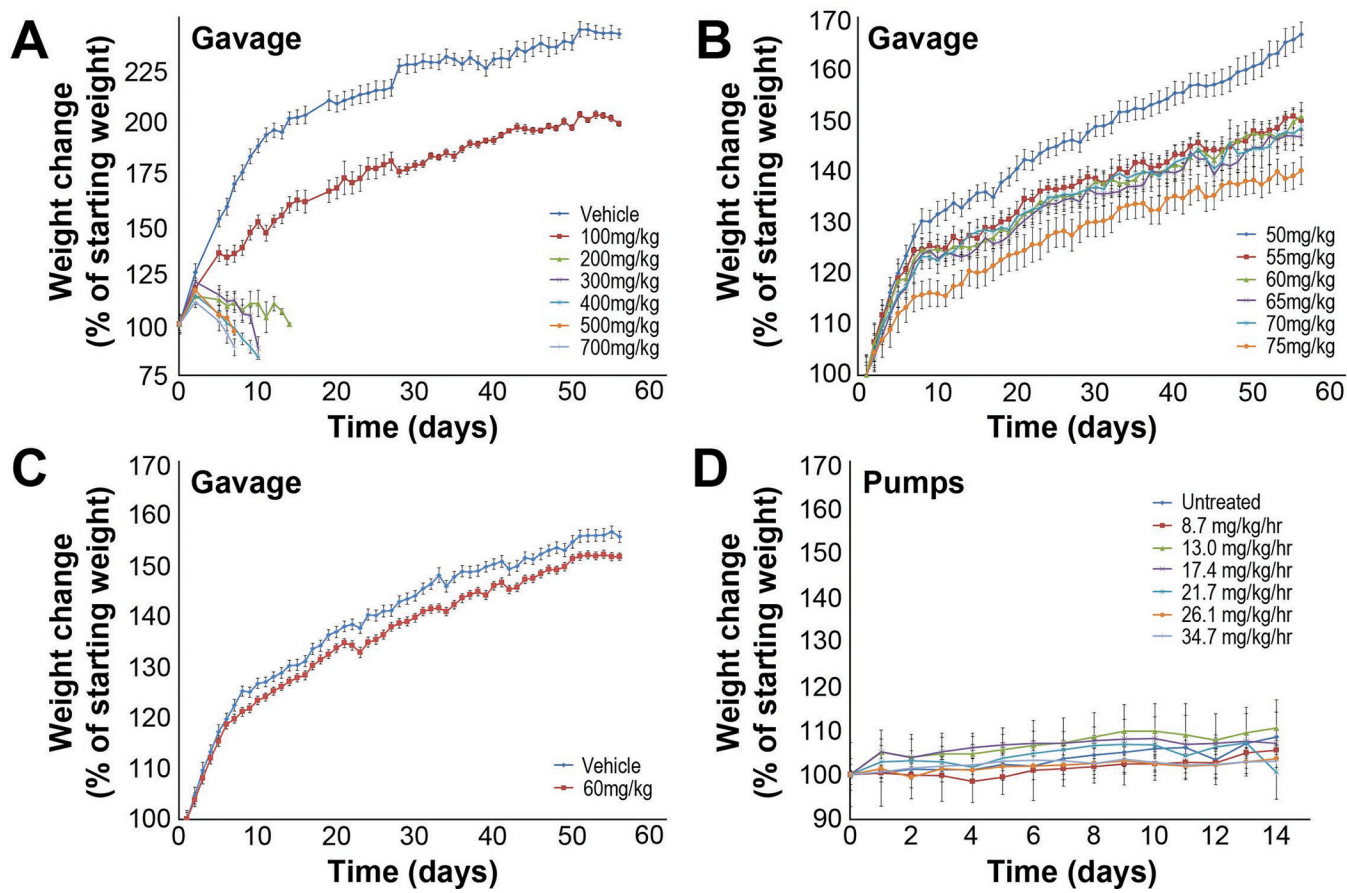 A
Gavage
Weight change
(% of starting weight)
225
200
175
150
125
100
75
0
10
20
30
40
50
60
Time (days)
Vehicle
100mg/kg
200mg/kg
300mg/kg
400mg/kg
500mg/kg
700mg/kg
B
Gavage
Weight change
(% of starting weight)
170
160
150
140
130
120
110
100
0
10
20
30
40
50
60
Time (days)
50mg/kg
55mg/kg
60mg/kg
65mg/kg
70mg/kg
75mg/kg
C
Gavage
Weight change
(% of starting weight)
170
160
150
140
130
120
110
100
0
10
20
30
40
50
60
Time (days)
Vehicle
60mg/kg
D
Pumps
Weight change
(% of starting weight)
170
160
150
140
130
120
110
100
90
0
2
4
6
8
10
12
14
Time (days)
Untreated
8.7 mg/kg/hr
13.0 mg/kg/hr
17.4 mg/kg/hr
21.7 mg/kg/hr
26.1 mg/kg/hr
34.7 mg/kg/hr